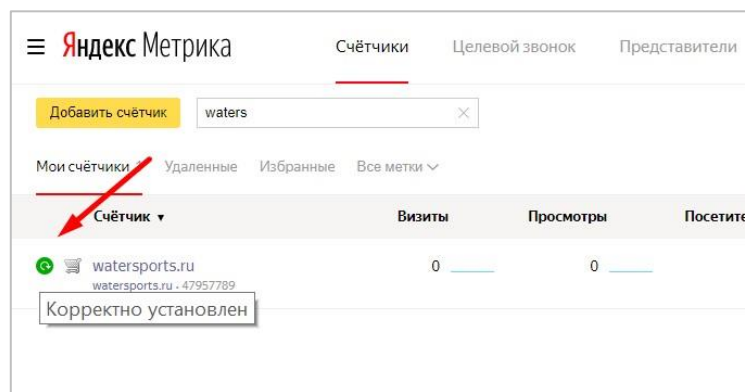 Яндекс Метрика Счётчики Целевой звонок Представители
Добавить счётчик waters
Мои счётчики Удаленные Избранные Все метки
Счётчик Визиты Просмотры Посетите
watersports.ru 0 0
watersports.ru - 47957789
Корректно установлен